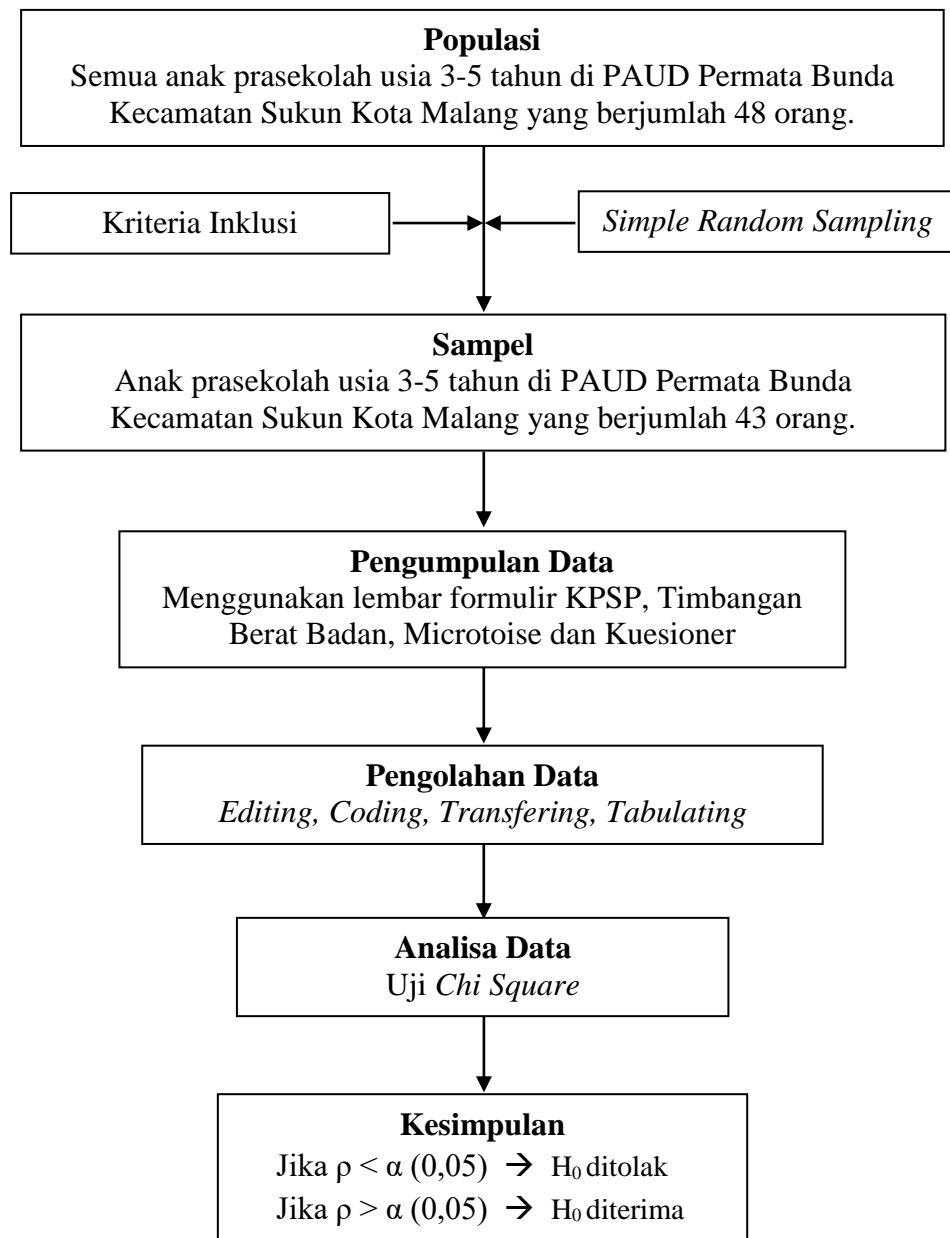 Populasi
Semua anak prasekolah usia 3-5 tahun di PAUD Permata Bunda
Kecamatan Sukun Kota Malang yang berjumlah 48 orang.
Kriteria Inklusi
Simple Random Sampling
Sampel
Anak prasekolah usia 3-5 tahun di PAUD Permata Bunda
Kecamatan Sukun Kota Malang yang berjumlah 43 orang.
Pengumpulan Data
Menggunakan lembar formulir KPSP, Timbangan
Berat Badan, Microtoise dan Kuesioner
Pengolahan Data
Editing, Coding, Transfering, Tabulating
Analisa Data
Uji Chi Square
Kesimpulan
Jika ρ < α (0,05) → H₀ ditolak
Jika ρ > α (0,05) → H₀ diterima